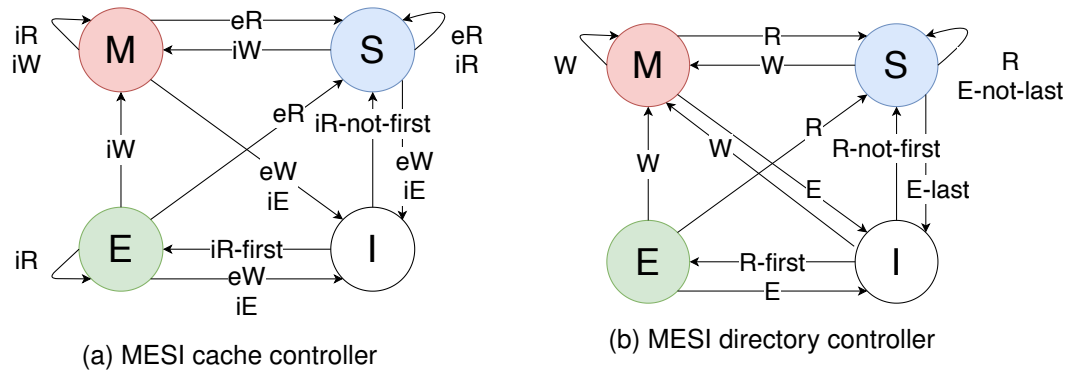 iR
iW
M
eR
iW
S
eR
iR
eR
iR-not-first
iW
eW
iE
eW
iE
iR
E
iR-first
eW
iE
I
(a) MESI cache controller
W
M
R
W
S
R
E-not-last
R
R-not-first
W
W
E
E-last
E
R-first
E
I
(b) MESI directory controller